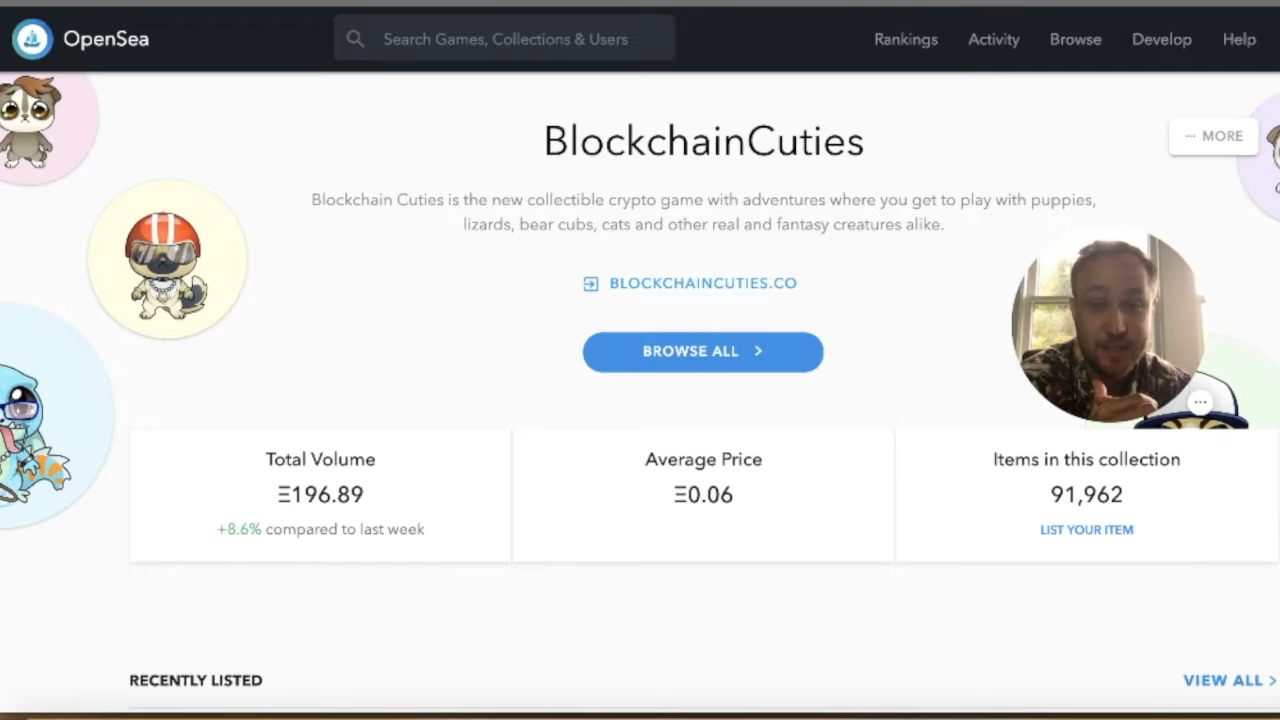 OpenSea
Search Games, Collections & Users
Rankings
Activity
Browse
Develop
Help
BlockchainCuties
··· MORE
Blockchain Cuties is the new collectible crypto game with adventures where you get to play with puppies,
lizards, bear cubs, cats and other real and fantasy creatures alike.
BLOCKCHAINCUTIES.CO
BROWSE ALL >
Total Volume
Ξ196.89
+8.6% compared to last week
Average Price
Ξ0.06
Items in this collection
91,962
LIST YOUR ITEM
RECENTLY LISTED
VIEW ALL >